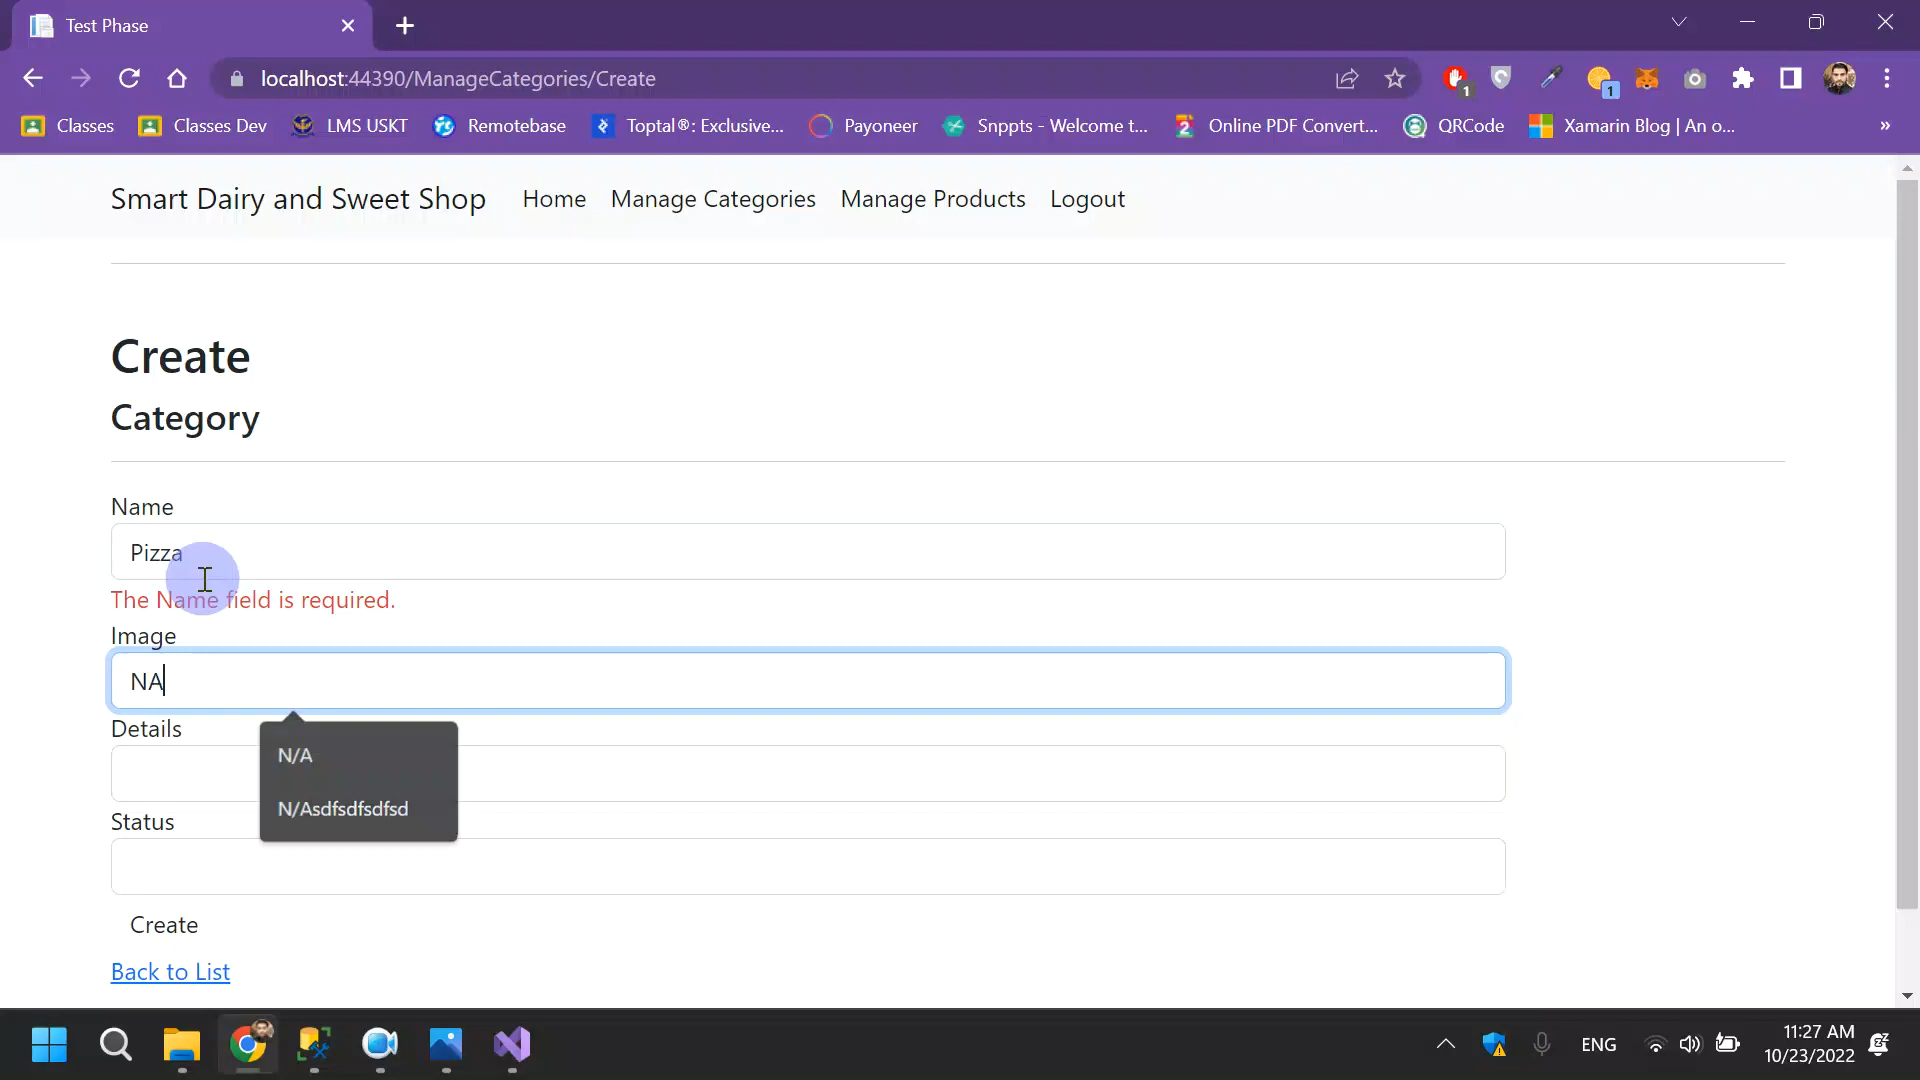 Test Phase
localhost:44390/ManageCategories/Create
1
1
Classes
Classes Dev
LMS USKT
Remotebase
Toptal®: Exclusive...
Payoneer
Snppts - Welcome t...
Online PDF Convert...
QRCode
Xamarin Blog | An o...
»
Smart Dairy and Sweet Shop
Home
Manage Categories
Manage Products
Logout
Create
Category
Name
Pizza
The Name field is required.
Image
NA
N/A
N/Asdfsdfsdfsd
Details
Status
Create
Back to List
ENG
11:27 AM
10/23/2022